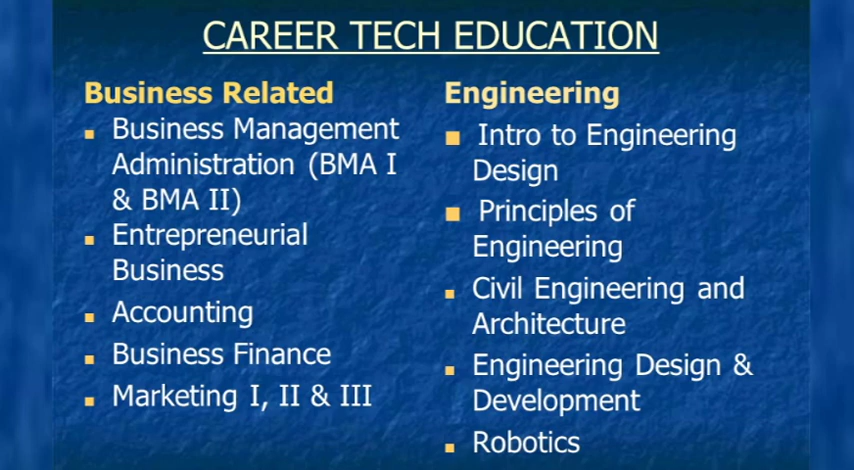 CAREER TECH EDUCATION
Business Related
■ Business Management
Administration (BMA I
& BMA II)
■ Entrepreneurial
Business
■ Accounting
■ Business Finance
■ Marketing I, II & III
Engineering
■ Intro to Engineering
Design
■ Principles of
Engineering
■ Civil Engineering and
Architecture
■ Engineering Design &
Development
■ Robotics